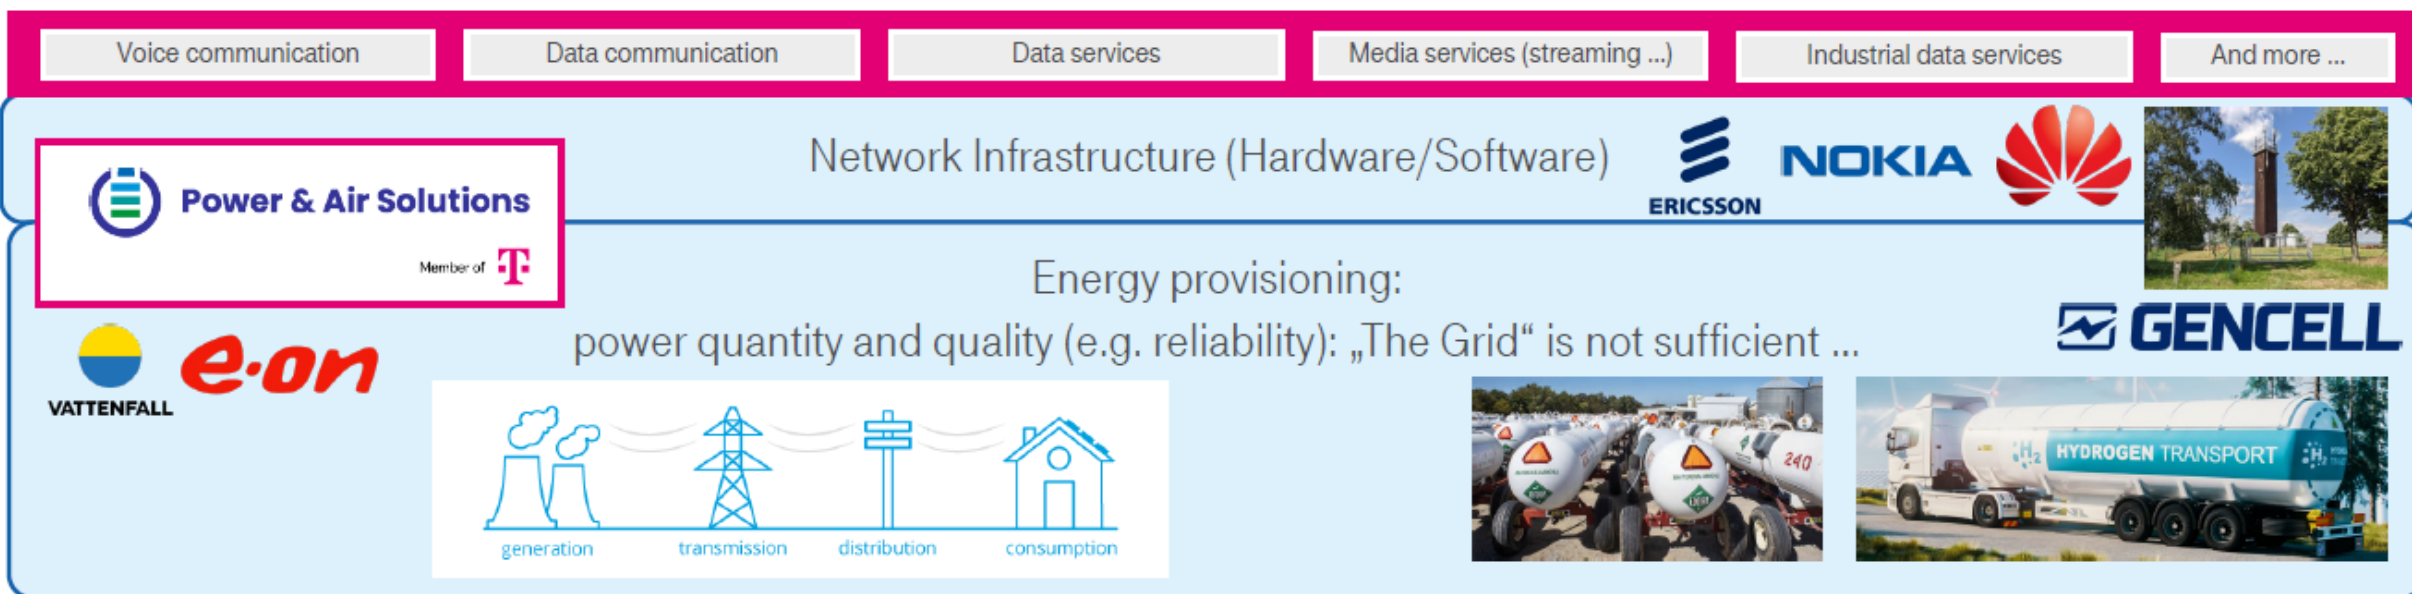 Voice communication
Data communication
Data services
Media services (streaming ...)
Industrial data services
And more ...
Network Infrastructure (Hardware/Software)
ERICSSON
NOKIA
Power & Air Solutions
Member of T
Energy provisioning:
power quantity and quality (e.g. reliability): „The Grid“ is not sufficient ...
VATTENFALL
e·on
GENCELL
generation
transmission
distribution
consumption
240
H2 HYDROGEN TRANSPORT H2